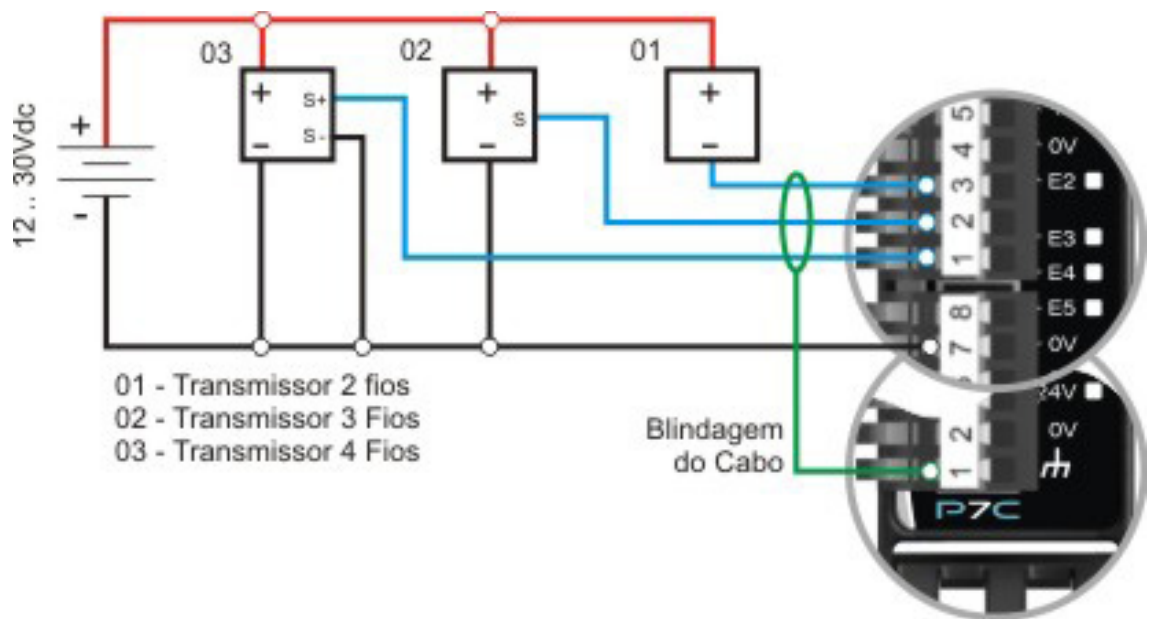 03
02
01
+
+
+
+
S+
S
S-
-
-
-
-
12 .. 30Vdc
5
4
3
2
1
8
7
0V
E2
E3
E4
E5
0V
24V
0V
2
1
P7C
01 - Transmissor 2 fios
02 - Transmissor 3 Fios
03 - Transmissor 4 Fios
Blindagem
do Cabo